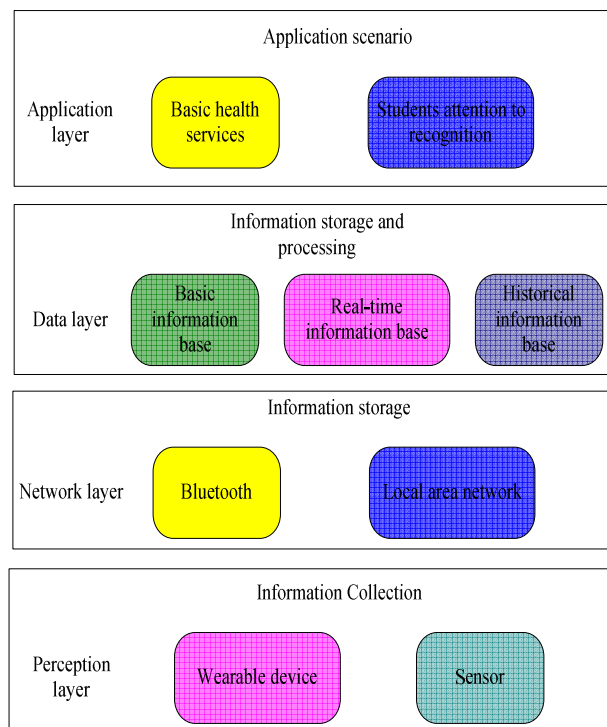 Application scenario
Application
layer
Basic health
services
Students attention to
recognition
Information storage and
processing
Data layer
Basic
information
base
Real-time
information base
Historical
information
base
Information storage
Network layer
Bluetooth
Local area network
Information Collection
Perception
layer
Wearable device
Sensor